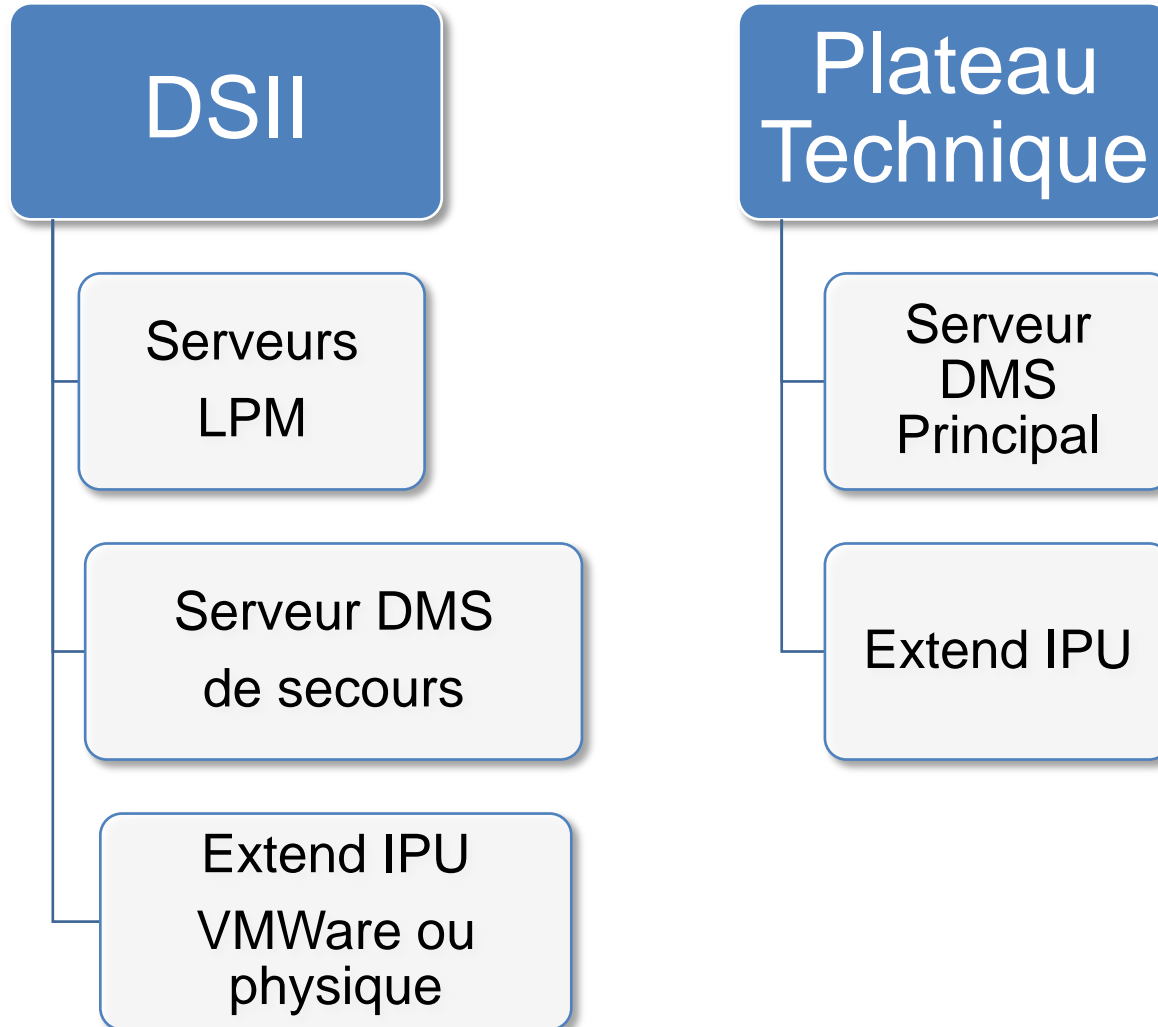 DSII
Serveurs
LPM
Serveur DMS
de secours
Extend IPU
VMWare ou
physique
Plateau
Technique
Serveur
DMS
Principal
Extend IPU